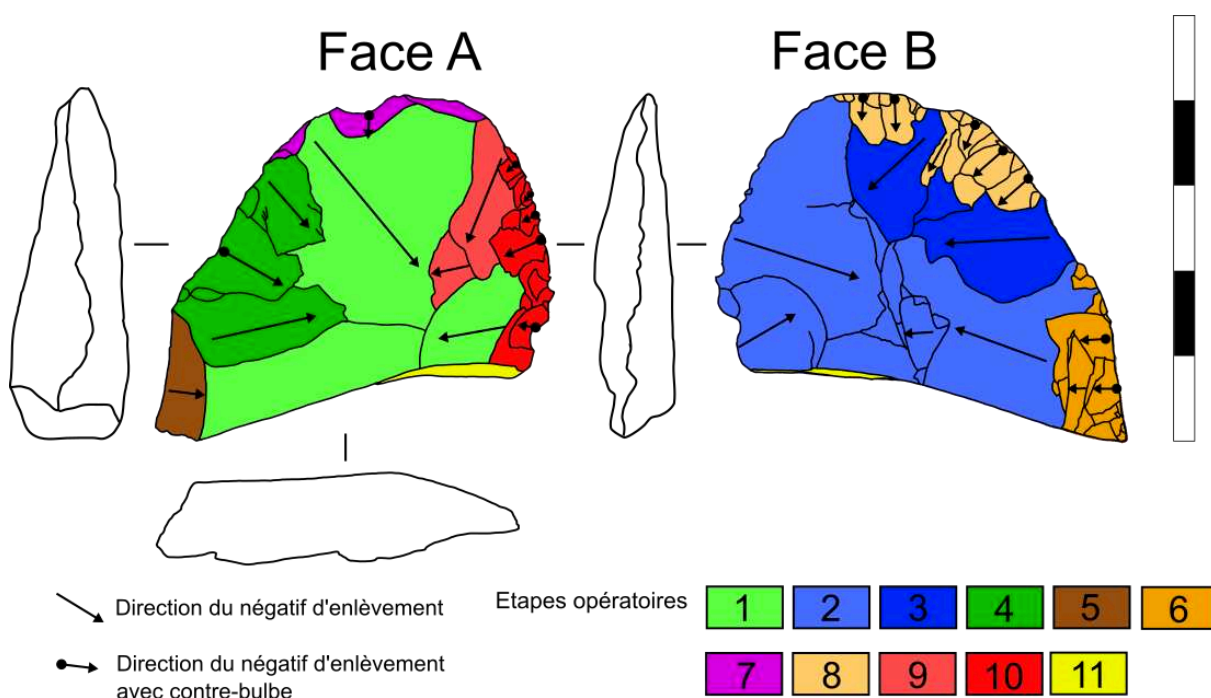 Face A
Face B
Direction du négatif d'enlèvement
Direction du négatif d'enlèvement
avec contre-bulbe
Etapes opératoires
1 2 3 4 5 6
7 8 9 10 11